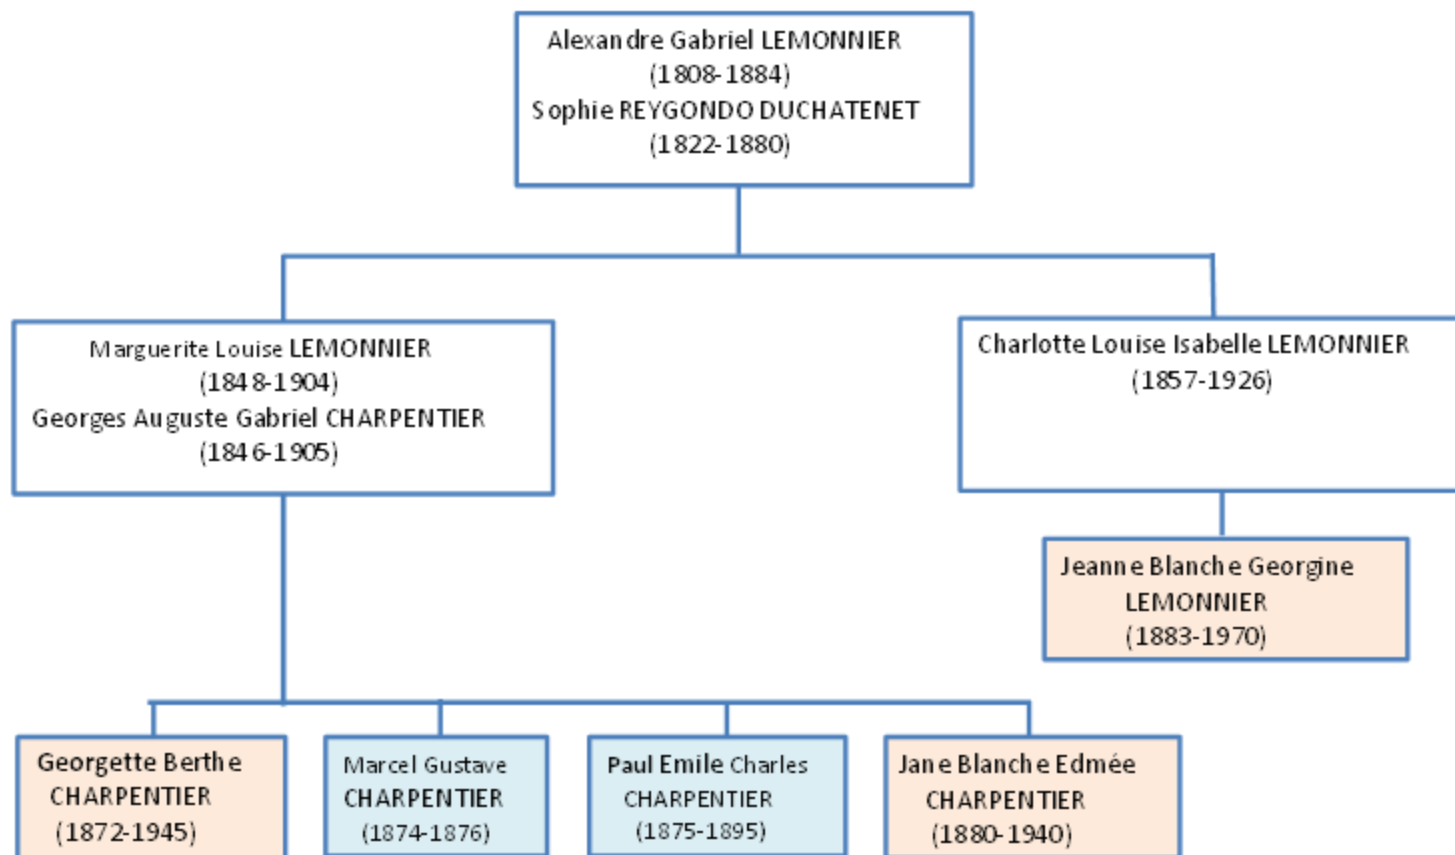 Alexandre Gabriel LEMONNIER
(1808-1884)
Sophie REYGONDO DUCHATENET
(1822-1880)
Marguerite Louise LEMONNIER
(1848-1904)
Georges Auguste Gabriel CHARPENTIER
(1846-1905)
Charlotte Louise Isabelle LEMONNIER
(1857-1926)
Jeanne Blanche Georgine
LEMONNIER
(1883-1970)
Georgette Berthe
CHARPENTIER
(1872-1945)
Marcel Gustave
CHARPENTIER
(1874-1876)
Paul Emile Charles
CHARPENTIER
(1875-1895)
Jane Blanche Edmée
CHARPENTIER
(1880-1940)